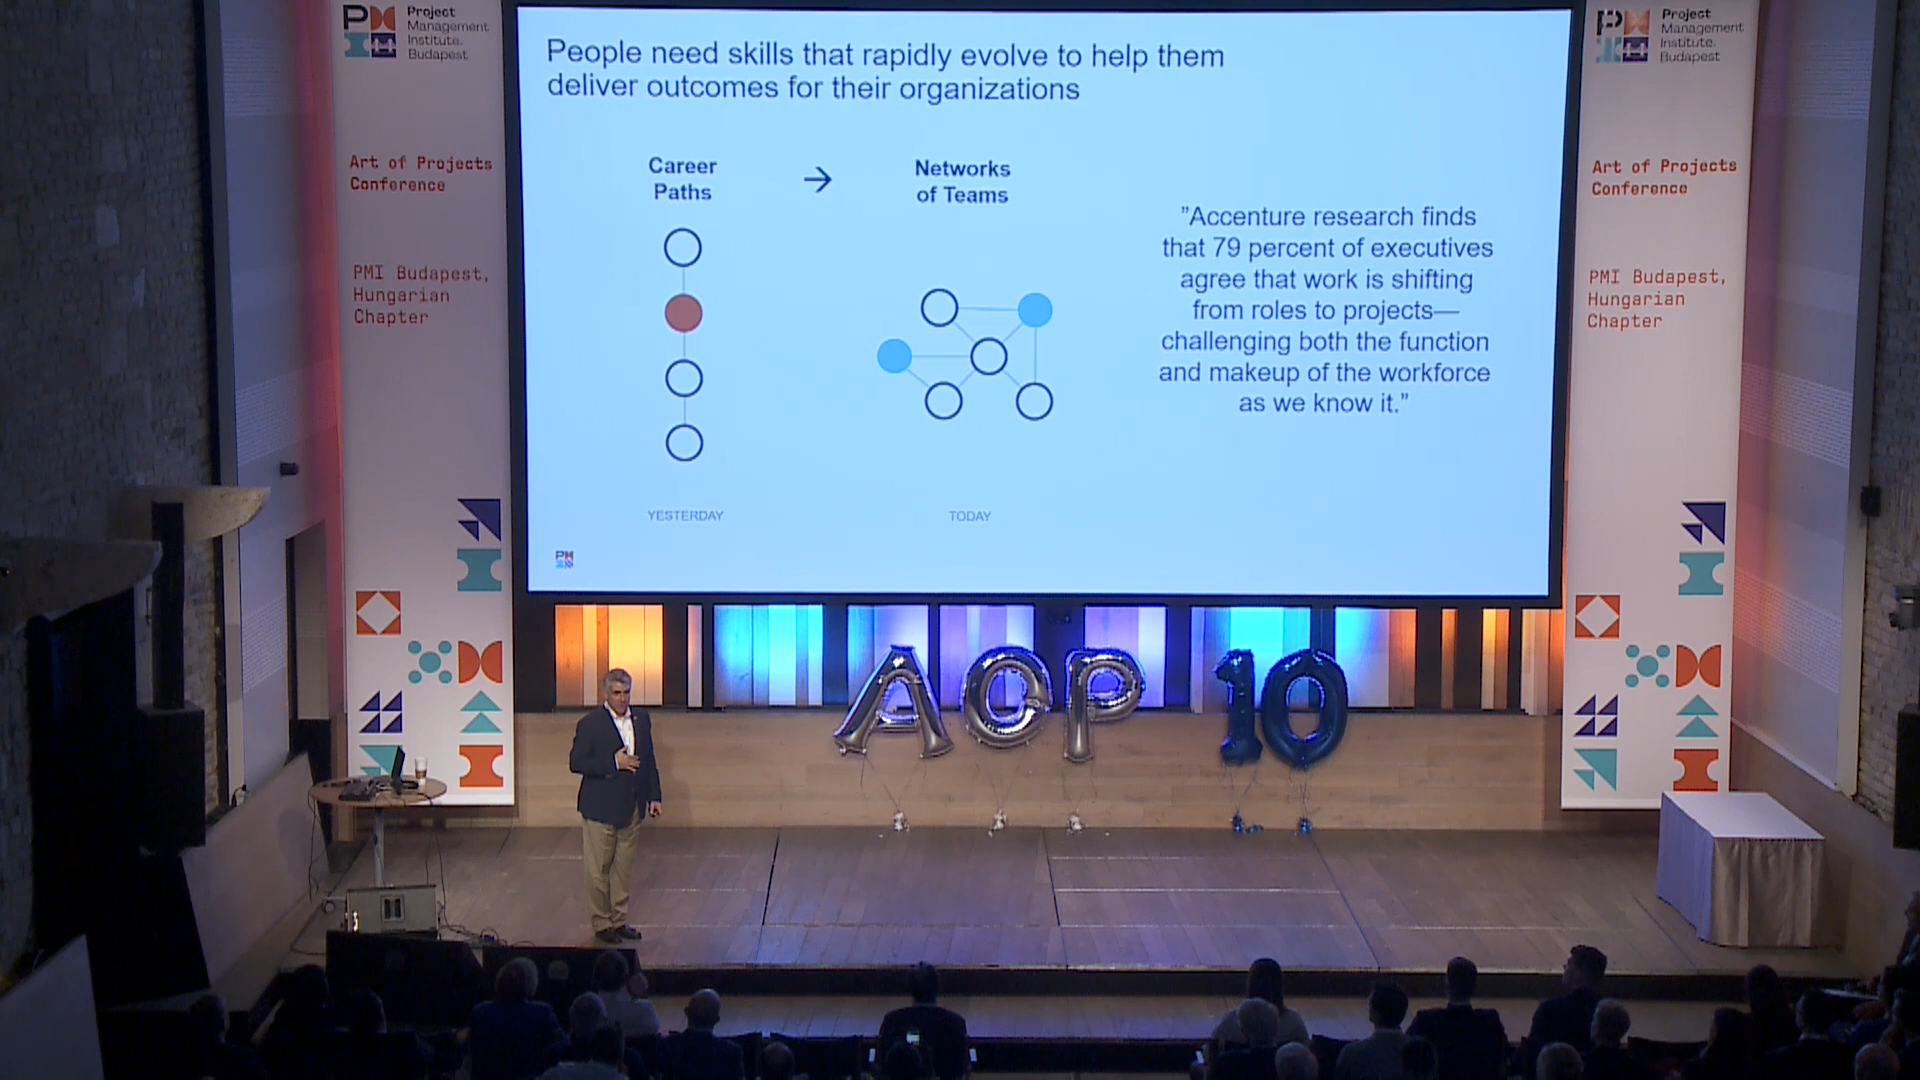 Project
Management
Institute.
Budapest
Art of Projects
Conference
PMI Budapest,
Hungarian
Chapter
People need skills that rapidly evolve to help them
deliver outcomes for their organizations
Career
Paths
→
Networks
of Teams
"Accenture research finds
that 79 percent of executives
agree that work is shifting
from roles to projects—
challenging both the function
and makeup of the workforce
as we know it."
YESTERDAY
TODAY
AOP 10
Project
Management
Institute.
Budapest
Art of Projects
Conference
PMI Budapest,
Hungarian
Chapter